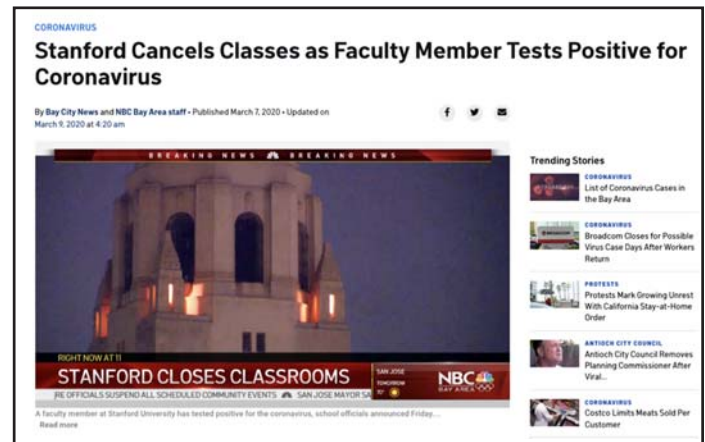 CORONAVIRUS
Stanford Cancels Classes as Faculty Member Tests Positive for
Coronavirus
By Bay City News and NBC Bay Area staff • Published March 7, 2020 • Updated on
March 9, 2020 at 4:20 am
BREAKING NEWS BREAKING NEWS
RIGHT NOW AT 11
STANFORD CLOSES CLASSROOMS
SAN JOSE
TOMORROW
NBC
BAY AREA
RE OFFICIALS SUSPEND ALL SCHEDULED COMMUNITY EVENTS SAN JOSE MAYOR SA
A faculty member at Stanford University has tested positive for the coronavirus, school officials announced Friday....
Read more
Trending Stories
CORONAVIRUS
List of Coronavirus Cases in
the Bay Area
CORONAVIRUS
Broadcom Closes for Possible
Virus Case Days After Workers
Return
PROTESTS
Protests Mark Growing Unrest
With California Stay-at-Home
Order
ANTIOCH CITY COUNCIL
Antioch City Council Removes
Planning Commissioner After
Viral...
CORONAVIRUS
Costco Limits Meats Sold Per
Customer